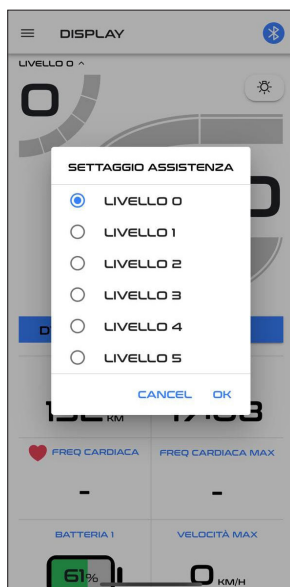 DISPLAY
LIVELLO 0
0
SETTAGGIO ASSISTENZA
LIVELLO 0
LIVELLO 1
LIVELLO 2
LIVELLO 3
LIVELLO 4
LIVELLO 5
CANCEL OK
KM
FREQ CARDIACA FREQ CARDIACA MAX
- -
BATTERIA 1 VELOCITÀ MAX
61% 0 KM/H